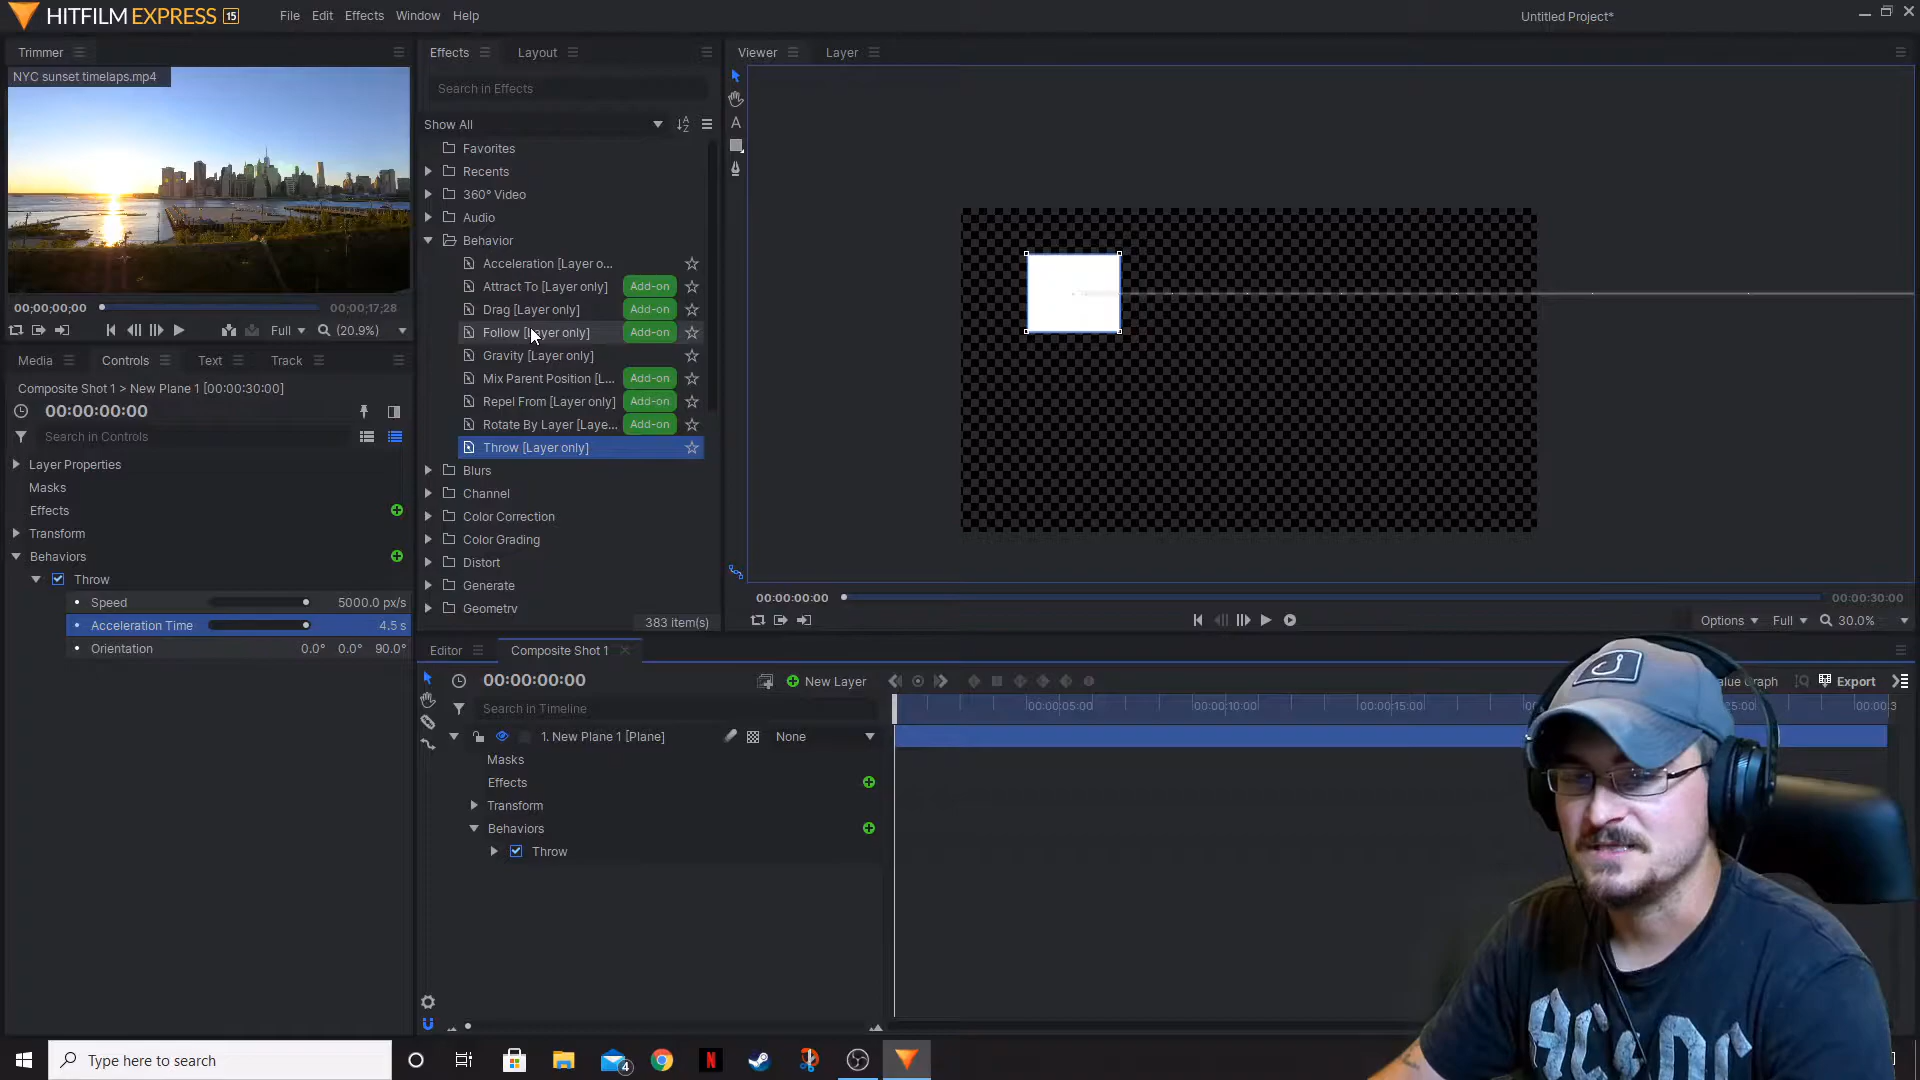 HITFILM EXPRESS 15
File Edit Effects Window Help
Untitled Project*
Trimmer
NYC sunset timelaps.mp4
00;00;00;00
00;00;17;28
Full
(20.9%)
Media Controls Text Track
Composite Shot 1 > New Plane 1 [00:00:30:00]
00:00:00:00
Search in Controls
Layer Properties
Masks
Effects
Transform
Behaviors
Throw
Speed 5000.0 px/s
Acceleration Time 4.5 s
Orientation 0.0° 0.0° 90.0°
Effects Layout
Search in Effects
Show All
Favorites
Recents
360° Video
Audio
Behavior
Acceleration [Layer o...
Attract To [Layer only] Add-on
Drag [Layer only] Add-on
Follow [Layer only] Add-on
Gravity [Layer only]
Mix Parent Position [L... Add-on
Repel From [Layer only] Add-on
Rotate By Layer [Laye... Add-on
Throw [Layer only]
Blurs
Channel
Color Correction
Color Grading
Distort
Generate
Geometry
383 item(s)
Viewer Layer
00:00:00:00
00:00:30:00
Options Full 30.0%
Editor Composite Shot 1
00:00:00:00
New Layer
Export
Search in Timeline
00:00:05:00 00:00:10:00 00:00:15:00 00:00:3
1. New Plane 1 [Plane] None
Masks
Effects
Transform
Behaviors
Throw
AC DC
Type here to search
4
N